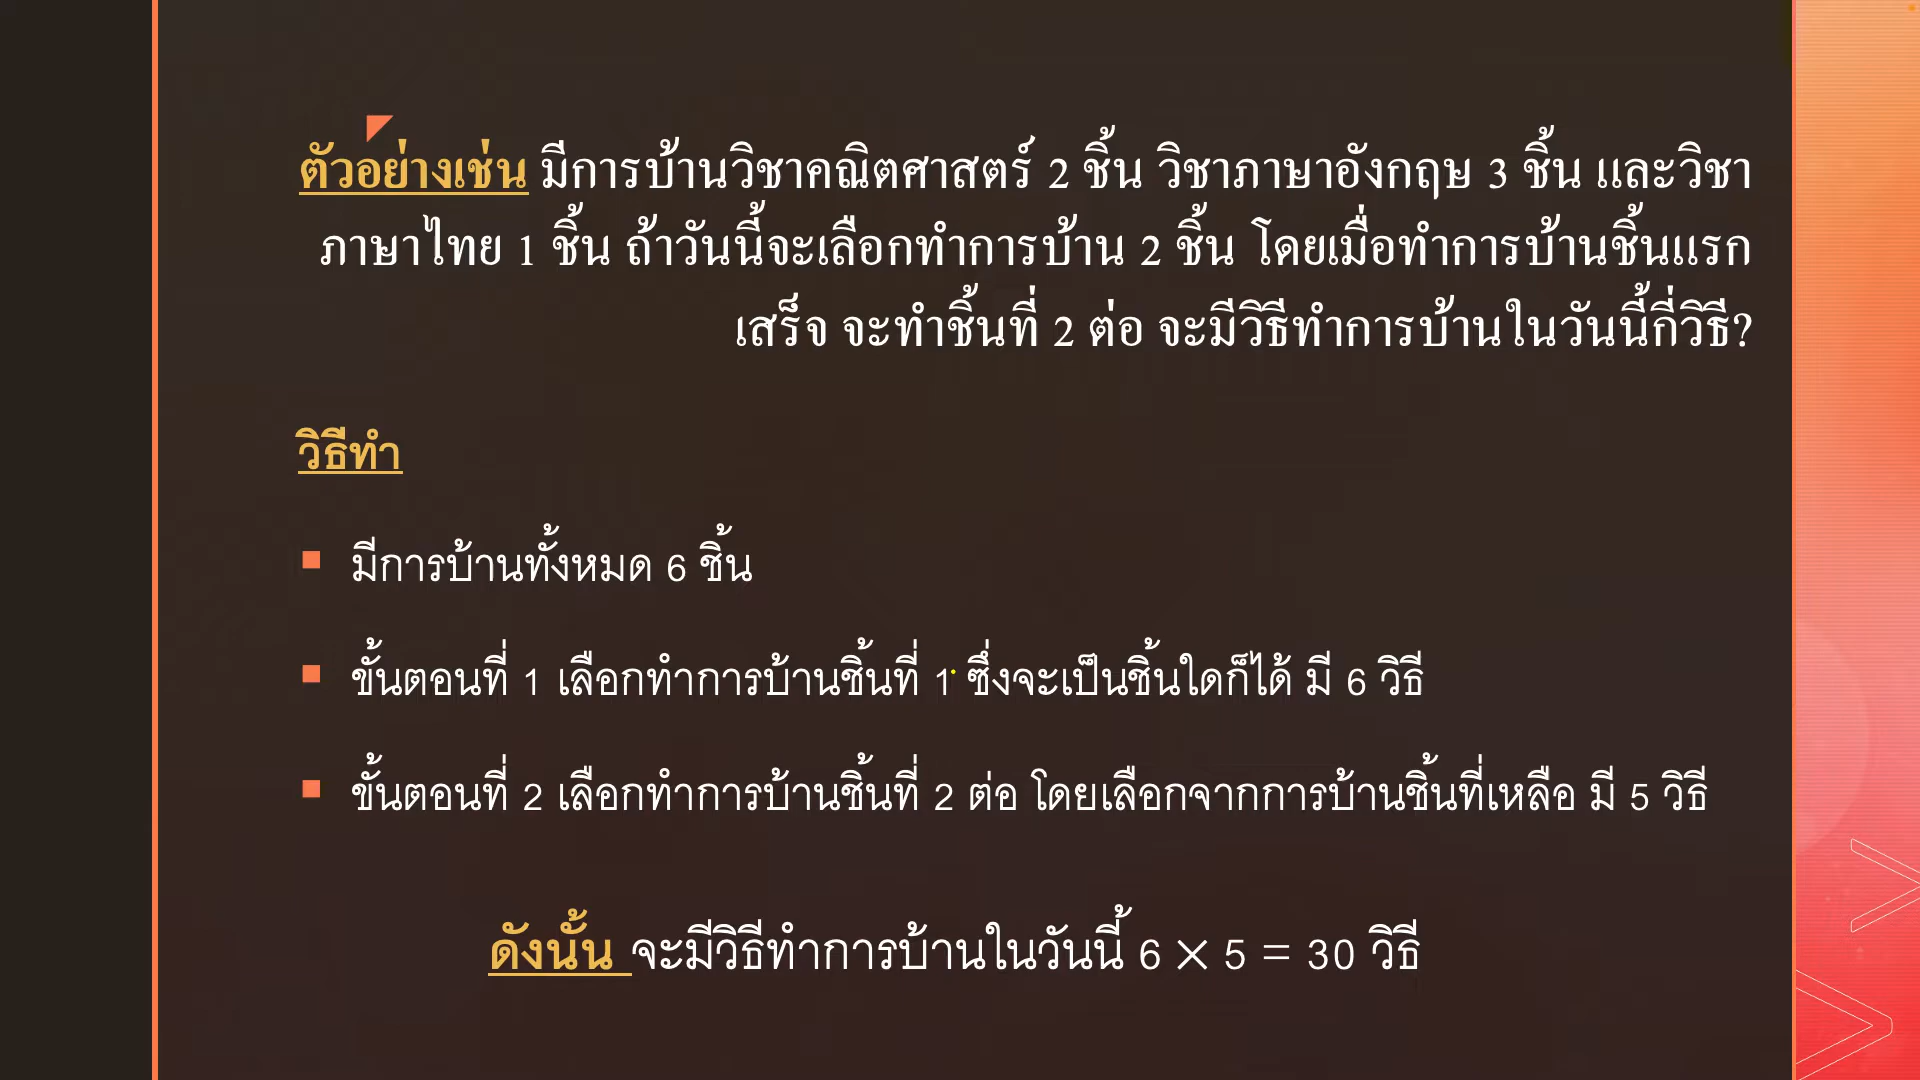 ตัวอย่างเช่น มีการบ้านวิชาคณิตศาสตร์ 2 ชิ้น วิชาภาษาอังกฤษ 3 ชิ้น และวิชา
ภาษาไทย 1 ชิ้น ถ้าวันนี้จะเลือกทำการบ้าน 2 ชิ้น โดยเมื่อทำการบ้านชิ้นแรก
เสร็จ จะทำชิ้นที่ 2 ต่อ จะมีวิธีทำการบ้านในวันนี้กี่วิธี?
วิธีทำ
มีการบ้านทั้งหมด 6 ชิ้น
ขั้นตอนที่ 1 เลือกทำการบ้านชิ้นที่ 1 ซึ่งจะเป็นชิ้นใดก็ได้ มี 6 วิธี
ขั้นตอนที่ 2 เลือกทำการบ้านชิ้นที่ 2 ต่อ โดยเลือกจากการบ้านชิ้นที่เหลือ มี 5 วิธี
ดังนั้น จะมีวิธีทำการบ้านในวันนี้ 6 × 5 = 30 วิธี